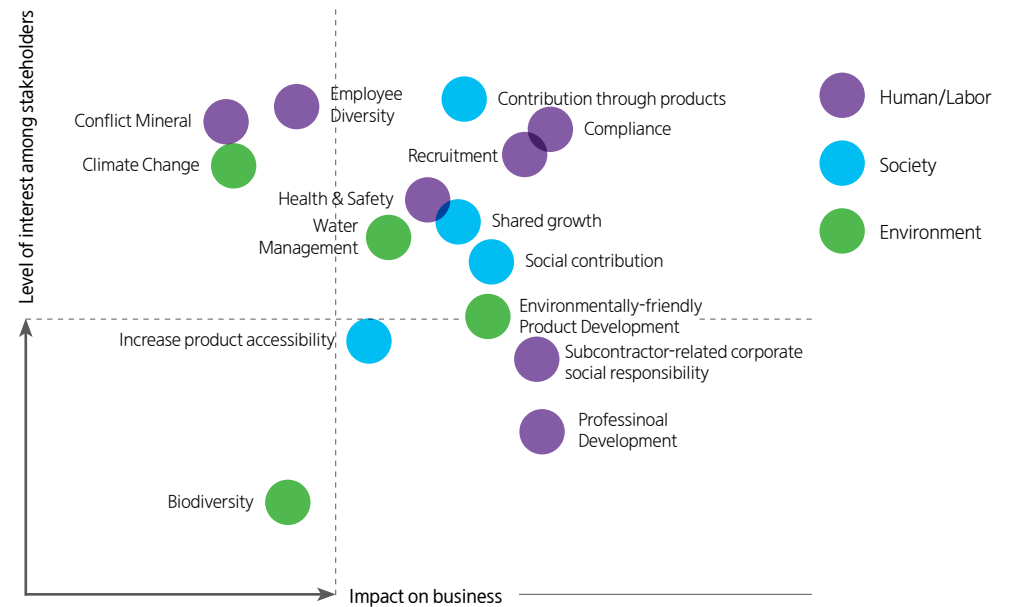 Level of interest among stakeholders
Employee
Diversity
Conflict Mineral
Climate Change
Contribution through products
Compliance
Recruitment
Health & Safety
Water
Management
Shared growth
Social contribution
Environmentally-friendly
Product Development
Increase product accessibility
Subcontractor-related corporate
social responsibility
Professinoal
Development
Biodiversity
Impact on business
Human/Labor
Society
Environment